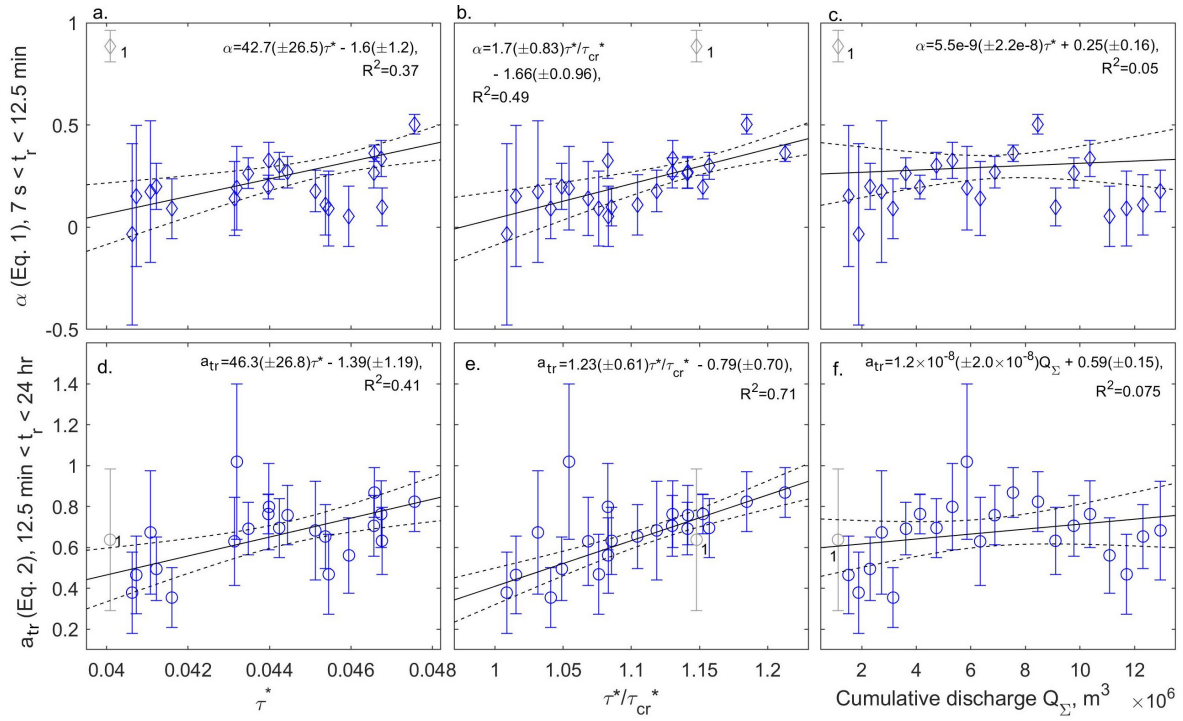 a.
α=42.7(±26.5)τ* - 1.6(±1.2),
R²=0.37
1
α (Eq. 1), 7 s < tᵣ < 12.5 min
1
0.5
0
-0.5
b.
α=1.7(±0.83)τ*/τcr*
- 1.66(±0.0.96),
R²=0.49
1
c.
α=5.5e-9(±2.2e-8)τ* + 0.25(±0.16),
R²=0.05
1
d.
atr=46.3(±26.8)τ* - 1.39(±1.19),
R²=0.41
1
atr (Eq. 2), 12.5 min < tr < 24 hr
1.4
1.2
1
0.8
0.6
0.4
0.2
0.04 0.042 0.044 0.046 0.048
τ*
e.
atr=1.23(±0.61)τ*/τcr* - 0.79(±0.70),
R²=0.71
1
1 1.05 1.1 1.15 1.2
τ*/τcr*
f.
atr=1.2×10⁻⁸(±2.0×10⁻⁸)QΣ + 0.59(±0.15),
R²=0.075
1
2 4 6 8 10 12
Cumulative discharge QΣ, m³ ×10⁶